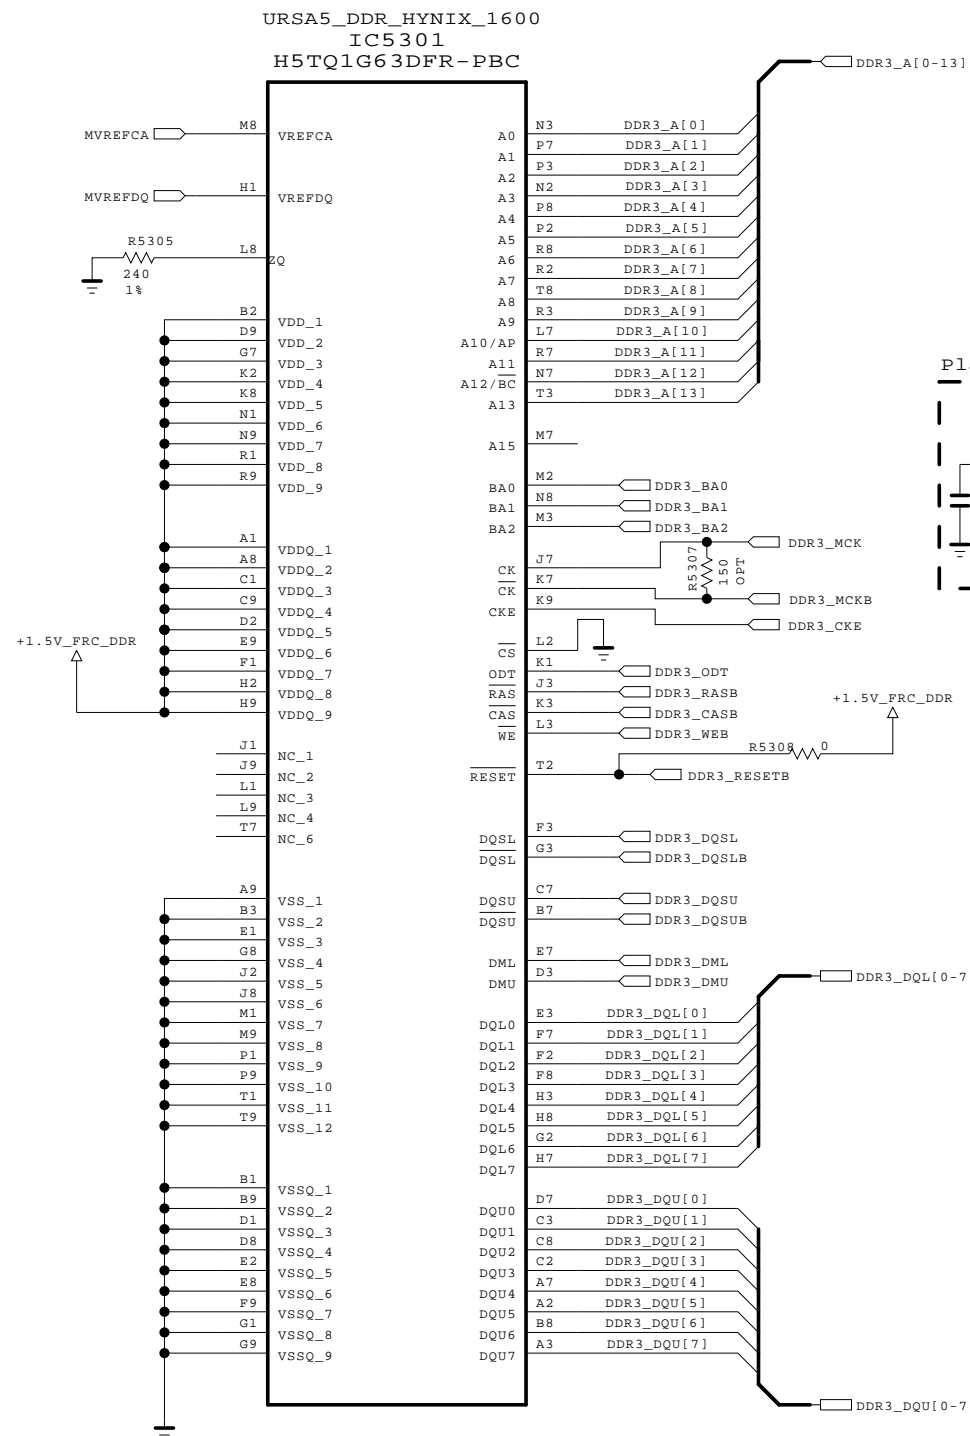 URSA5_DDR_HYNIX_1600
IC5301
H5TQ1G63DFR-PBC
DDR3_A[0-13]
MVREFCA M8 VREFCA
MVREFDQ H1 VREFDQ
R5305 L8 ZQ
240
1%
B2 VDD_1
D9 VDD_2
G7 VDD_3
K2 VDD_4
K8 VDD_5
N1 VDD_6
N9 VDD_7
R1 VDD_8
R9 VDD_9
A1 VDDQ_1
A8 VDDQ_2
C1 VDDQ_3
C9 VDDQ_4
D2 VDDQ_5
E9 VDDQ_6
F1 VDDQ_7
H2 VDDQ_8
H9 VDDQ_9
+1.5V_FRC_DDR
J1 NC_1
J9 NC_2
L1 NC_3
L9 NC_4
T7 NC_6
A9 VSS_1
B3 VSS_2
E1 VSS_3
G8 VSS_4
J2 VSS_5
J8 VSS_6
M1 VSS_7
M9 VSS_8
P1 VSS_9
P9 VSS_10
T1 VSS_11
T9 VSS_12
B1 VSSQ_1
B9 VSSQ_2
D1 VSSQ_3
D8 VSSQ_4
E2 VSSQ_5
E8 VSSQ_6
F9 VSSQ_7
G1 VSSQ_8
G9 VSSQ_9
A0 N3 DDR3_A[0]
A1 P7 DDR3_A[1]
A2 P3 DDR3_A[2]
A3 N2 DDR3_A[3]
A4 P8 DDR3_A[4]
A5 P2 DDR3_A[5]
A6 R8 DDR3_A[6]
A7 R2 DDR3_A[7]
A8 T8 DDR3_A[8]
A9 R3 DDR3_A[9]
A10/AP L7 DDR3_A[10]
A11 R7 DDR3_A[11]
A12/BC N7 DDR3_A[12]
A13 T3 DDR3_A[13]
A15 M7
BA0 M2 DDR3_BA0
BA1 N8 DDR3_BA1
BA2 M3 DDR3_BA2
CK J7 DDR3_MCK
R5307
150
OPT
CK K7 DDR3_MCKB
CKE K9 DDR3_CKE
CS L2
ODT K1 DDR3_ODT
RAS J3 DDR3_RASB
CAS K3 DDR3_CASB
WE L3 DDR3_WEB
+1.5V_FRC_DDR
R5308 0
RESET T2 DDR3_RESETB
DQSL F3 DDR3_DQSL
DQSL G3 DDR3_DQSLB
DQSU C7 DDR3_DQSU
DQSU B7 DDR3_DQSUB
DML E7 DDR3_DML
DMU D3 DDR3_DMU
DDR3_DQL[0-7
DQL0 E3 DDR3_DQL[0]
DQL1 F7 DDR3_DQL[1]
DQL2 F2 DDR3_DQL[2]
DQL3 F8 DDR3_DQL[3]
DQL4 H3 DDR3_DQL[4]
DQL5 H8 DDR3_DQL[5]
DQL6 G2 DDR3_DQL[6]
DQL7 H7 DDR3_DQL[7]
DQU0 D7 DDR3_DQU[0]
DQU1 C3 DDR3_DQU[1]
DQU2 C8 DDR3_DQU[2]
DQU3 C2 DDR3_DQU[3]
DQU4 A7 DDR3_DQU[4]
DQU5 A2 DDR3_DQU[5]
DQU6 B8 DDR3_DQU[6]
DQU7 A3 DDR3_DQU[7]
DDR3_DQU[0-7